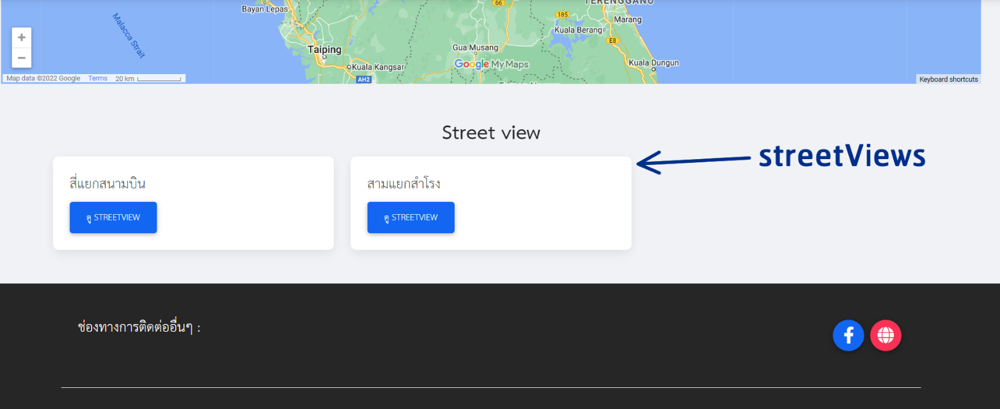 66
TERENGGANU
Bayan Lepas
185
Marang
Malacca Strait
Kuala Berang
E8
+
Taiping
Gua Musang
−
Kuala Kangsar
Google My Maps
Kuala Dungun
Map data ©2022 Google Terms 20 km
AH2
Keyboard shortcuts
Street view
streetViews
สี่แยกสนามบิน
สามแยกสำโรง
ดู STREETVIEW
ดู STREETVIEW
ช่องทางการติดต่ออื่นๆ :